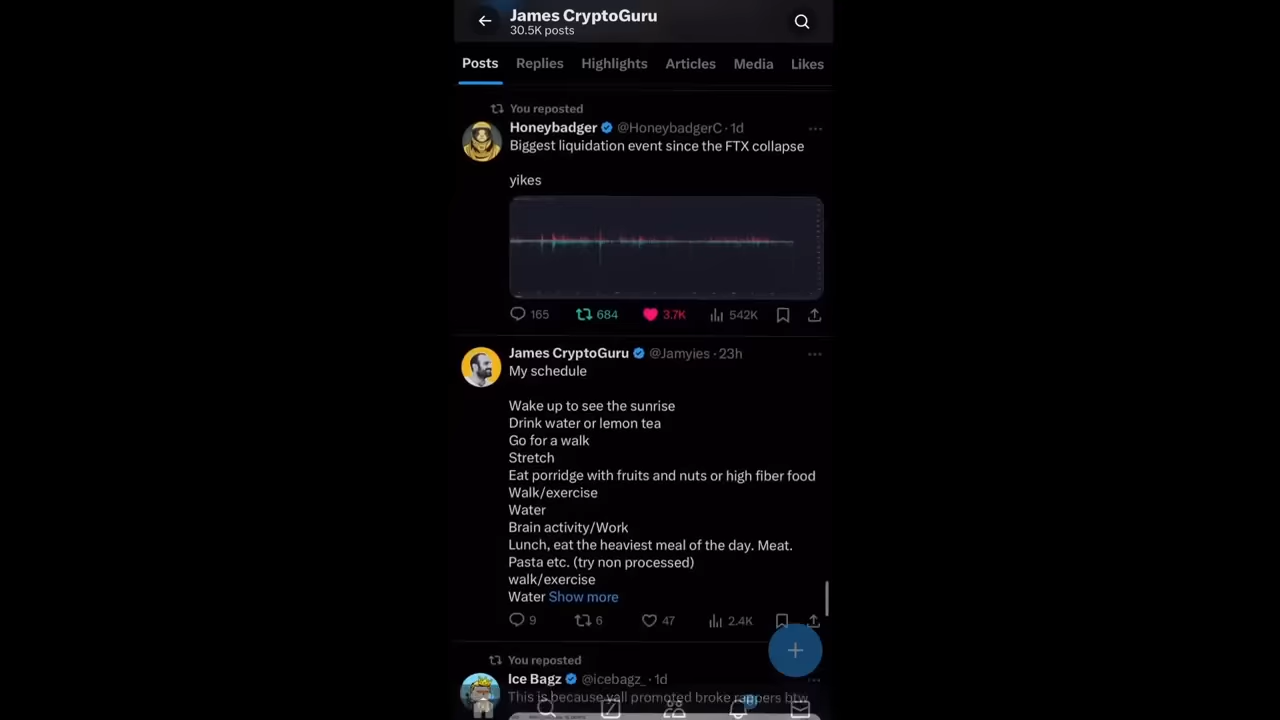 James CryptoGuru
30.5K posts
Posts Replies Highlights Articles Media Likes
You reposted
Honeybadger @HoneybadgerC · 1d
Biggest liquidation event since the FTX collapse
yikes
165 684 3.7K 542K
James CryptoGuru @Jamyies · 23h
My schedule
Wake up to see the sunrise
Drink water or lemon tea
Go for a walk
Stretch
Eat porridge with fruits and nuts or high fiber food
Walk/exercise
Water
Brain activity/Work
Lunch, eat the heaviest meal of the day. Meat.
Pasta etc. (try non processed)
walk/exercise
Water Show more
9 6 47 2.4K
You reposted
Ice Bagz @icebagz_ · 1d
This is because yall promoted broke rappers btw